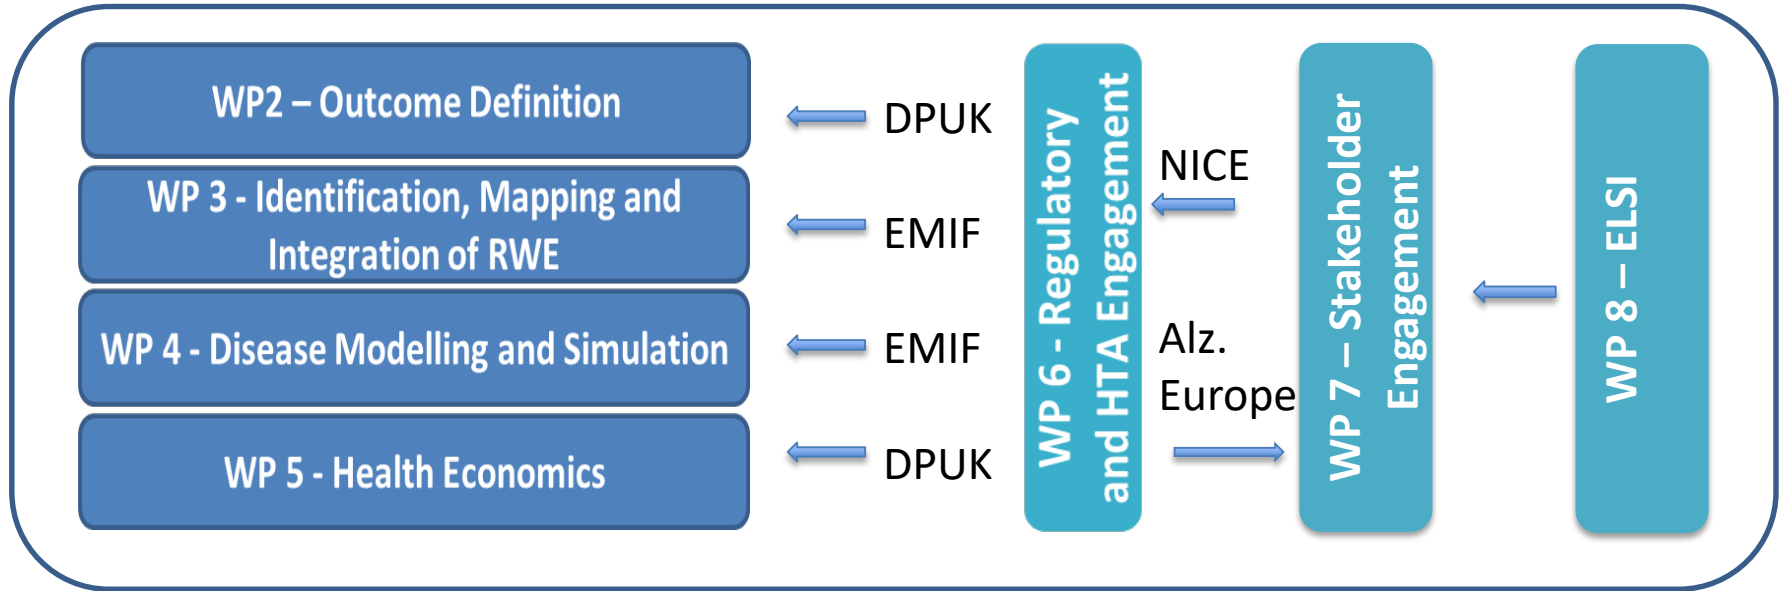 WP2 – Outcome Definition
WP 3 - Identification, Mapping and
Integration of RWE
WP 4 - Disease Modelling and Simulation
WP 5 - Health Economics
DPUK
EMIF
EMIF
DPUK
WP 6 - Regulatory
and HTA Engagement
NICE
Alz.
Europe
WP 7 – Stakeholder
Engagement
WP 8 – ELSI